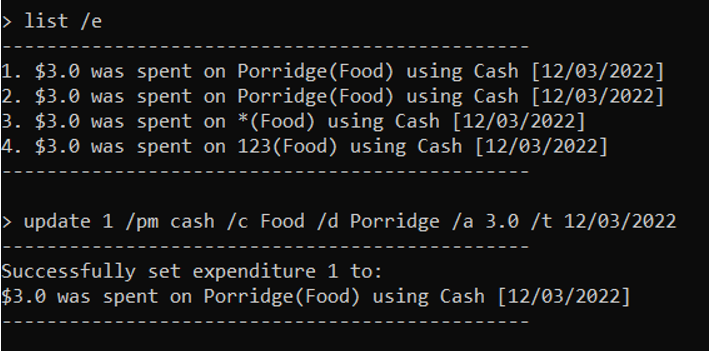 > list /e
-----------------------------------------------
1. $3.0 was spent on Porridge(Food) using Cash [12/03/2022]
2. $3.0 was spent on Porridge(Food) using Cash [12/03/2022]
3. $3.0 was spent on *(Food) using Cash [12/03/2022]
4. $3.0 was spent on 123(Food) using Cash [12/03/2022]
-----------------------------------------------
> update 1 /pm cash /c Food /d Porridge /a 3.0 /t 12/03/2022
-----------------------------------------------
Successfully set expenditure 1 to:
$3.0 was spent on Porridge(Food) using Cash [12/03/2022]
-----------------------------------------------